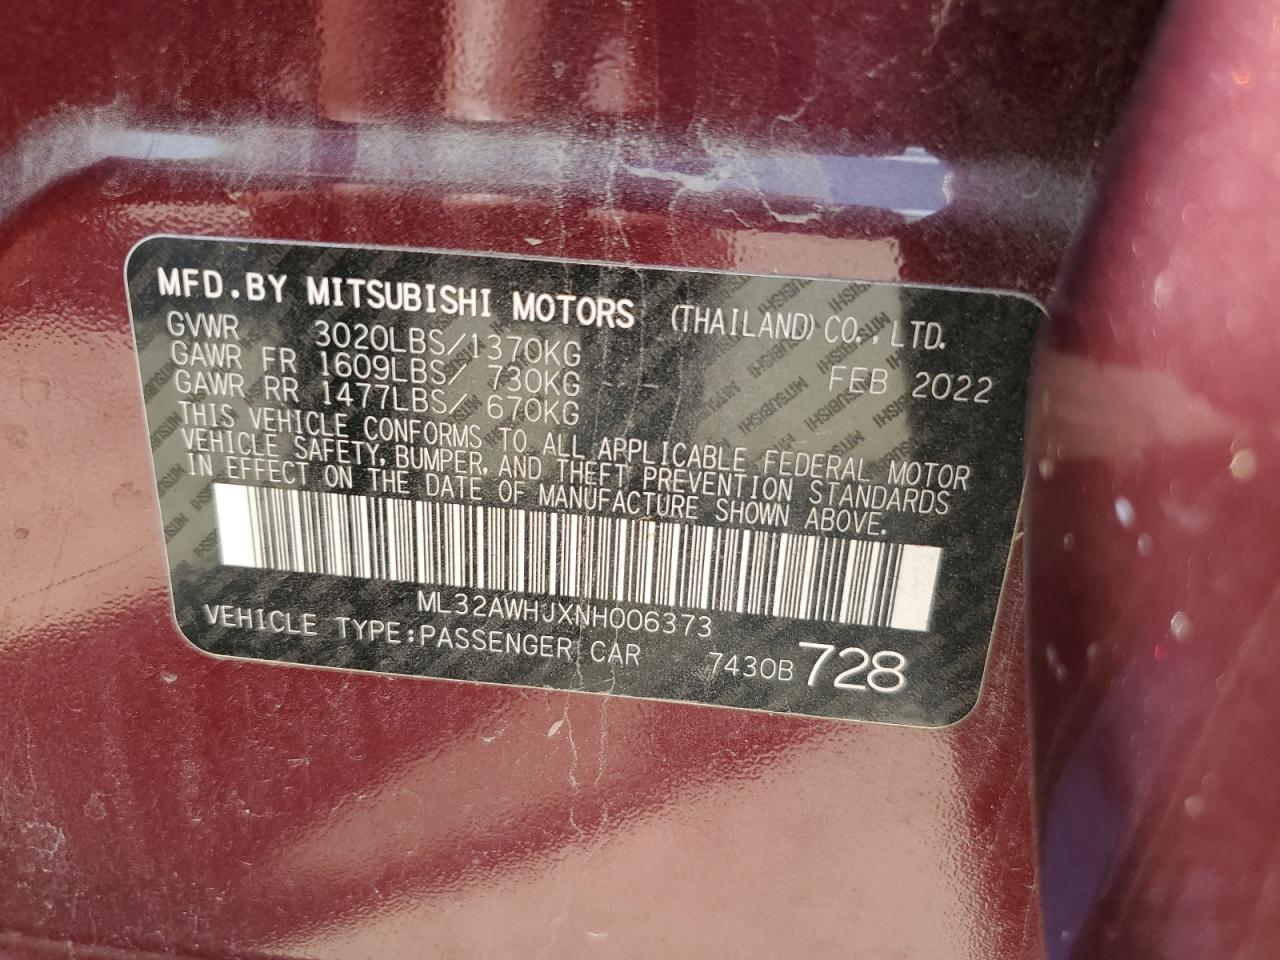 MFD.BY MITSUBISHI MOTORS (THAILAND) CO., LTD.
GVWR 3020LBS/1370KG FEB 2022
GAWR FR 1609LBS/ 730KG
GAWR RR 1477LBS/ 670KG
THIS VEHICLE CONFORMS TO ALL APPLICABLE FEDERAL MOTOR
VEHICLE SAFETY, BUMPER, AND THEFT PREVENTION STANDARDS
IN EFFECT ON THE DATE OF MANUFACTURE SHOWN ABOVE.
ML32AWHJXNH006373
VEHICLE TYPE:PASSENGER CAR 7430B 728